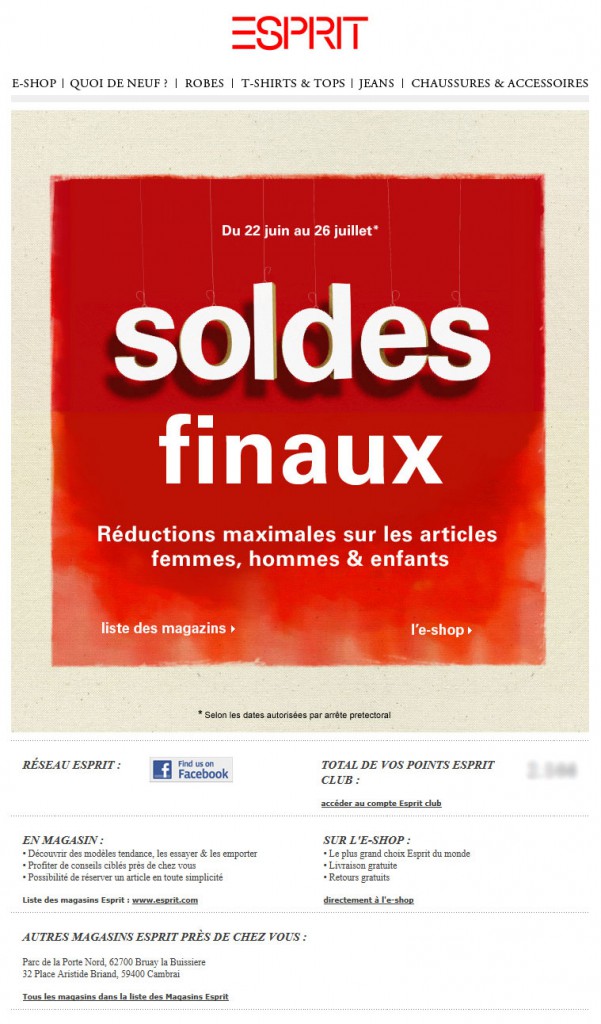 ESPRIT
E-SHOP | QUOI DE NEUF ? | ROBES | T-SHIRTS & TOPS | JEANS | CHAUSSURES & ACCESSOIRES
Du 22 juin au 26 juillet*
soldes
finaux
Réductions maximales sur les articles
femmes, hommes & enfants
liste des magazins
l'e-shop
* Selon les dates autorisées par arrête pretectoral
RÉSEAU ESPRIT :
Find us on
Facebook
TOTAL DE VOS POINTS ESPRIT
CLUB :
accéder au compte Esprit club
EN MAGASIN :
• Découvrir des modèles tendance, les essayer & les emporter
• Profiter de conseils ciblés près de chez vous
• Possibilité de réserver un article en toute simplicité
Liste des magasins Esprit : www.esprit.com
SUR L'E-SHOP :
• Le plus grand choix Esprit du monde
• Livraison gratuite
• Retours gratuits
directement à l'e-shop
AUTRES MAGASINS ESPRIT PRÈS DE CHEZ VOUS :
Parc de la Porte Nord, 62700 Bruay la Buissiere
32 Place Aristide Briand, 59400 Cambrai
Tous les magasins dans la liste des Magasins Esprit